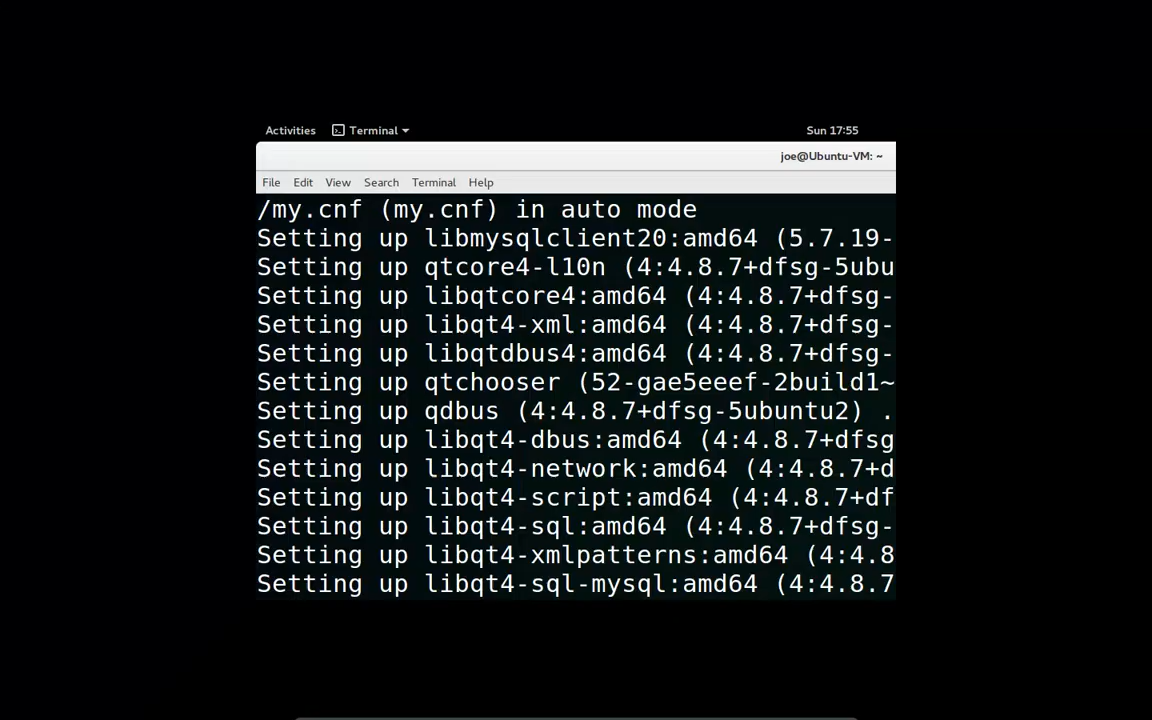 Activities Terminal Sun 17:55
joe@Ubuntu-VM: ~
File Edit View Search Terminal Help
/my.cnf (my.cnf) in auto mode
Setting up libmysqlclient20:amd64 (5.7.19-
Setting up qtcore4-l10n (4:4.8.7+dfsg-5ubu
Setting up libqtcore4:amd64 (4:4.8.7+dfsg-
Setting up libqt4-xml:amd64 (4:4.8.7+dfsg-
Setting up libqtdbus4:amd64 (4:4.8.7+dfsg-
Setting up qtchooser (52-gae5eeef-2build1~
Setting up qdbus (4:4.8.7+dfsg-5ubuntu2) .
Setting up libqt4-dbus:amd64 (4:4.8.7+dfsg
Setting up libqt4-network:amd64 (4:4.8.7+d
Setting up libqt4-script:amd64 (4:4.8.7+df
Setting up libqt4-sql:amd64 (4:4.8.7+dfsg-
Setting up libqt4-xmlpatterns:amd64 (4:4.8
Setting up libqt4-sql-mysql:amd64 (4:4.8.7